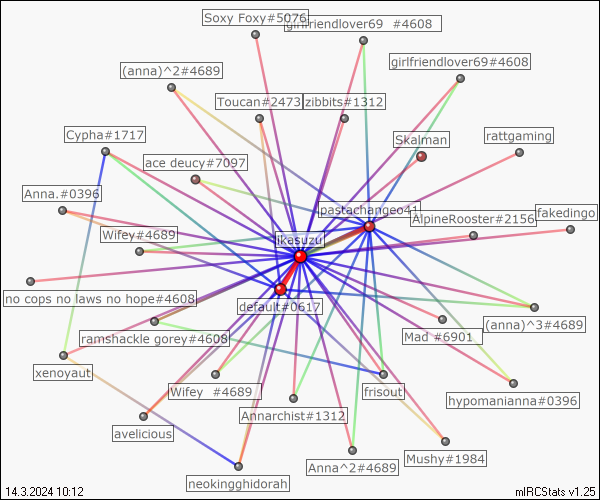 Soxy Foxy#5076
girlfriendlover69 #4608
girlfriendlover69#4608
(anna)^2#4689
Toucan#2473
zibbits#1312
Cypha#1717
Skalman
rattgaming
ace deucy#7097
Anna.#0396
pastachangeo41
AlpineRooster#2156
fakedingo
Wifey#4689
ikasuzu
no cops no laws no hope#4608
default#0617
(anna)^3#4689
ramshackle gorey#4608
Mad #6901
xenoyaut
Wifey #4689
frisout
hypomanianna#0396
Annarchist#1312
avelicious
Anna^2#4689
Mushy#1984
neokingghidorah
14.3.2024 10:12
mIRCStats v1.25